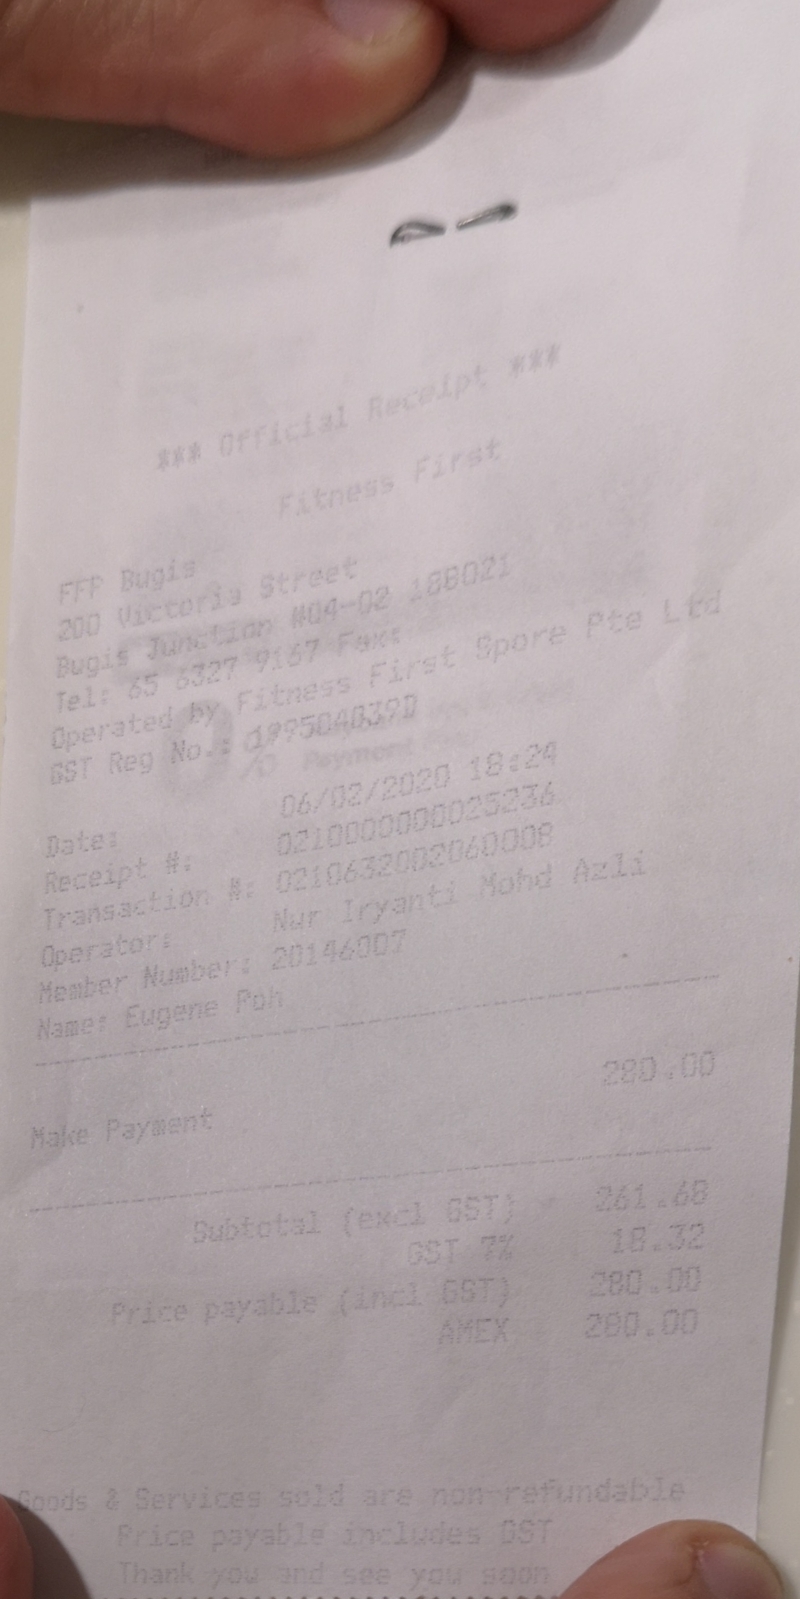 *** Official Receipt ***
Fitness First
FFP Bugis
200 Victoria Street
Bugis Junction #04-02 188021
Tel: 65 6327 9167 Fax:
Operated by Fitness First Spore Pte Ltd
GST Reg No.: 199504039D
Date: 06/02/2020 18:24
Receipt #: 0210000000025236
Transaction #: 0210632002060008
Operator: Nur Iryanti Mohd Azli
Member Number: 20146007
Name: Eugene Poh
Make Payment 280.00
Subtotal (excl GST) 261.68
GST 7% 18.32
Price payable (incl GST) 280.00
AMEX 280.00
Goods & Services sold are non-refundable
Price payable includes GST
Thank you and see you soon